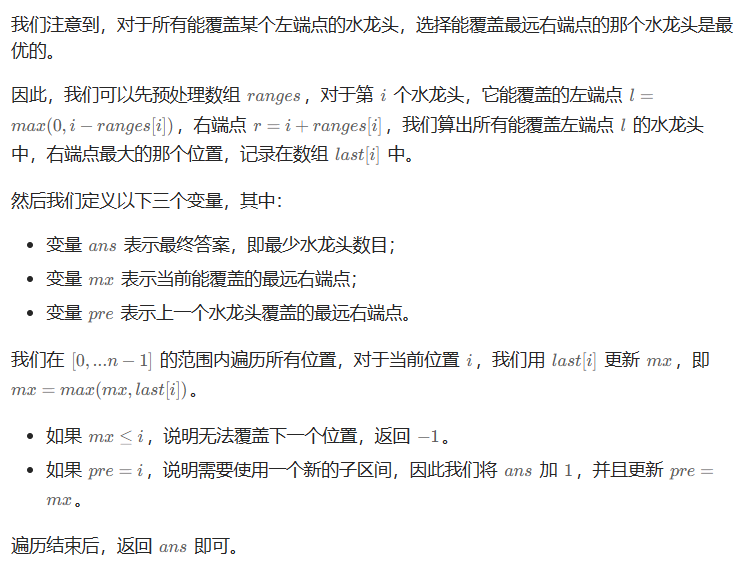 我们注意到，对于所有能覆盖某个左端点的水龙头，选择能覆盖最远右端点的那个水龙头是最
优的。
因此，我们可以先预处理数组 ranges，对于第 i 个水龙头，它能覆盖的左端点 l =
max(0, i − ranges[i])，右端点 r = i + ranges[i]，我们算出所有能覆盖左端点 l 的水龙头
中，右端点最大的那个位置，记录在数组 last[i] 中。
然后我们定义以下三个变量，其中：
• 变量 ans 表示最终答案，即最少水龙头数目；
• 变量 mx 表示当前能覆盖的最远右端点；
• 变量 pre 表示上一个水龙头覆盖的最远右端点。
我们在 [0, ...n − 1] 的范围内遍历所有位置，对于当前位置 i，我们用 last[i] 更新 mx，即
mx = max(mx, last[i])。
• 如果 mx ≤ i，说明无法覆盖下一个位置，返回 −1。
• 如果 pre = i，说明需要使用一个新的子区间，因此我们将 ans 加 1，并且更新 pre =
mx。
遍历结束后，返回 ans 即可。